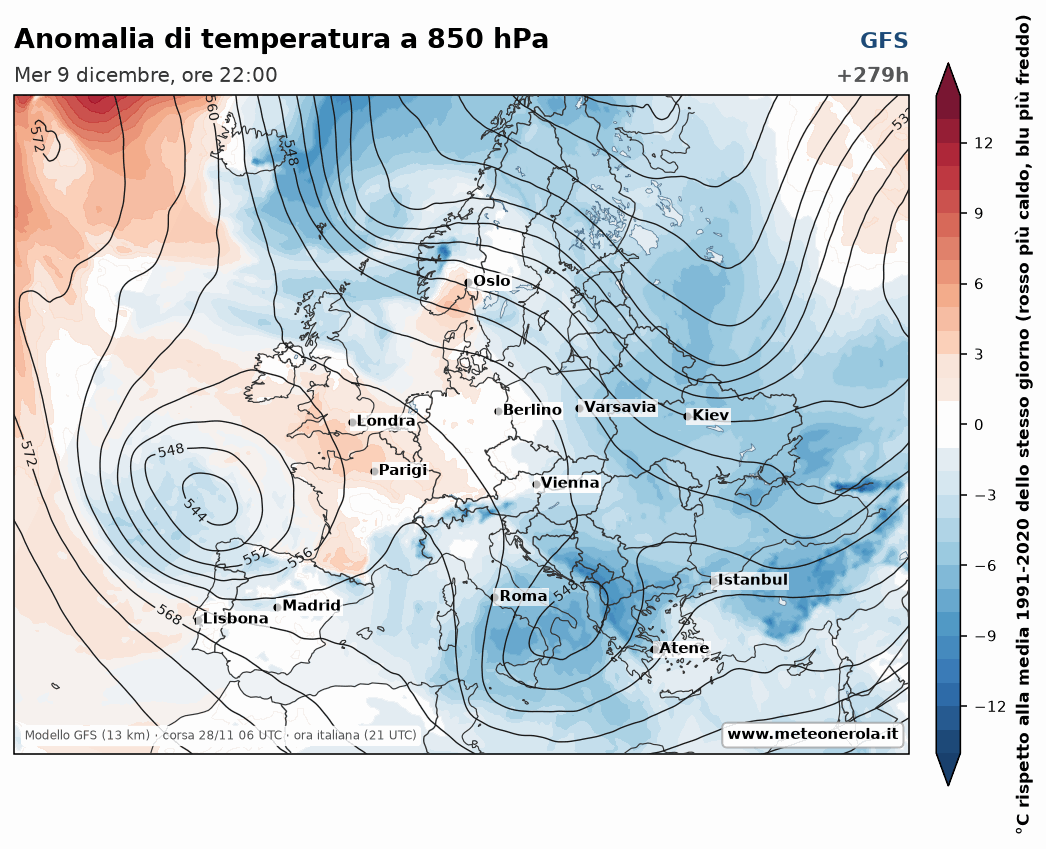 Anomalia di temperatura a 850 hPa
GFS
Mer 9 dicembre, ore 22:00
+279h
572
560
548
Oslo
Berlino
Varsavia
Kiev
Londra
Parigi
Vienna
572
548
544
552
556
568
Istanbul
Roma
548
Madrid
Lisbona
Atene
Modello GFS (13 km) · corsa 28/11 06 UTC · ora italiana (21 UTC)
www.meteonerola.it
12
9
6
3
0
−3
−6
−9
−12
°C rispetto alla media 1991-2020 dello stesso giorno (rosso più caldo, blu più freddo)